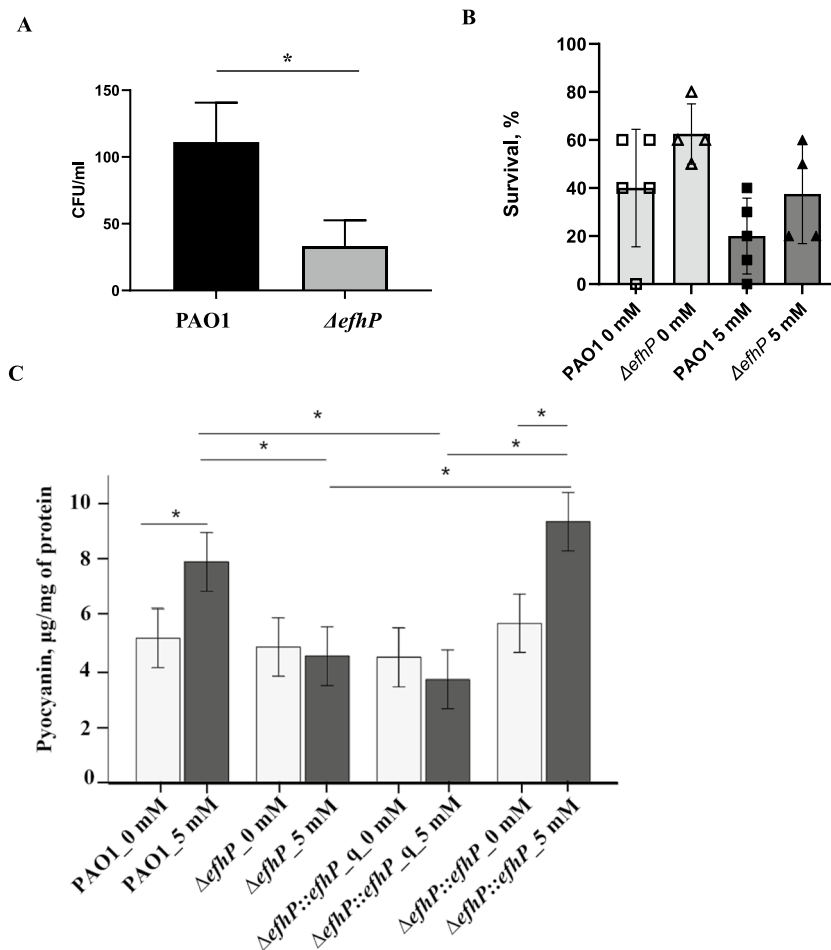 A
*
150
100
50
0
CFU/ml
PAO1
ΔefhP
B
100
80
60
40
20
0
Survival, %
PAO1 0 mM
ΔefhP 0 mM
PAO1 5 mM
ΔefhP 5 mM
C
*
*
*
*
*
*
10
8
6
4
2
0
Pyocyanin, µg/mg of protein
PAO1_0 mM
PAO1_5 mM
ΔefhP_0 mM
ΔefhP_5 mM
ΔefhP::efhP_q_0 mM
ΔefhP::efhP_q_5 mM
ΔefhP::efhP_0 mM
ΔefhP::efhP_5 mM